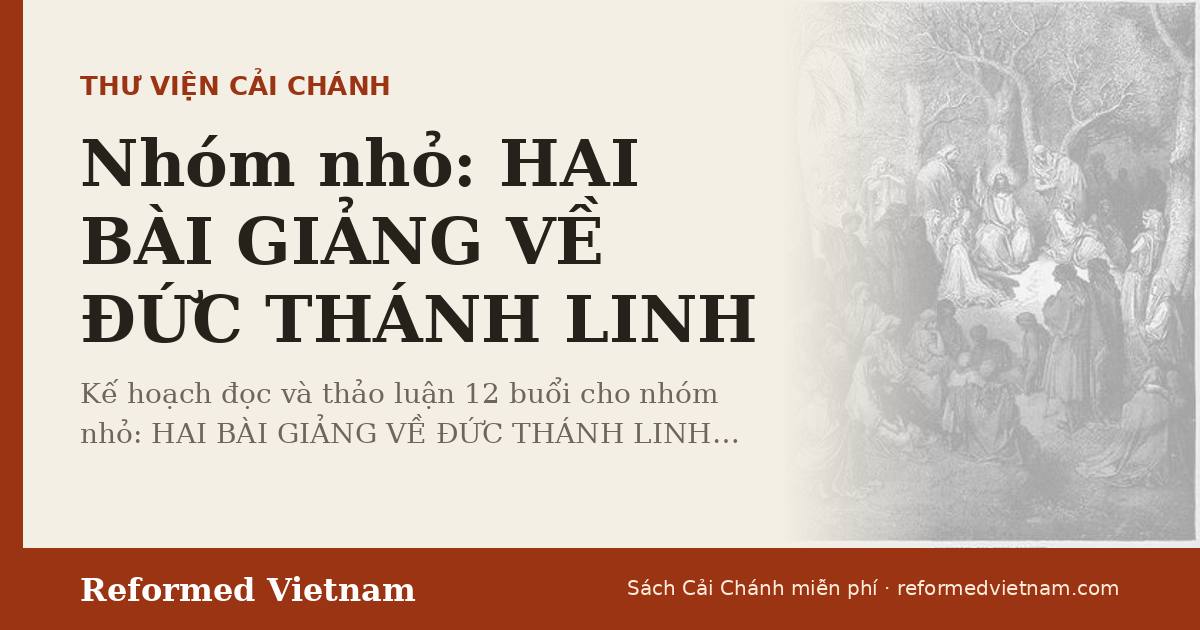 THƯ VIỆN CẢI CHÁNH
Nhóm nhỏ: HAI
BÀI GIẢNG VỀ
ĐỨC THÁNH LINH
Kế hoạch đọc và thảo luận 12 buổi cho nhóm
nhỏ: HAI BÀI GIẢNG VỀ ĐỨC THÁNH LINH...
Reformed Vietnam
Sách Cải Chánh miễn phí · reformedvietnam.com